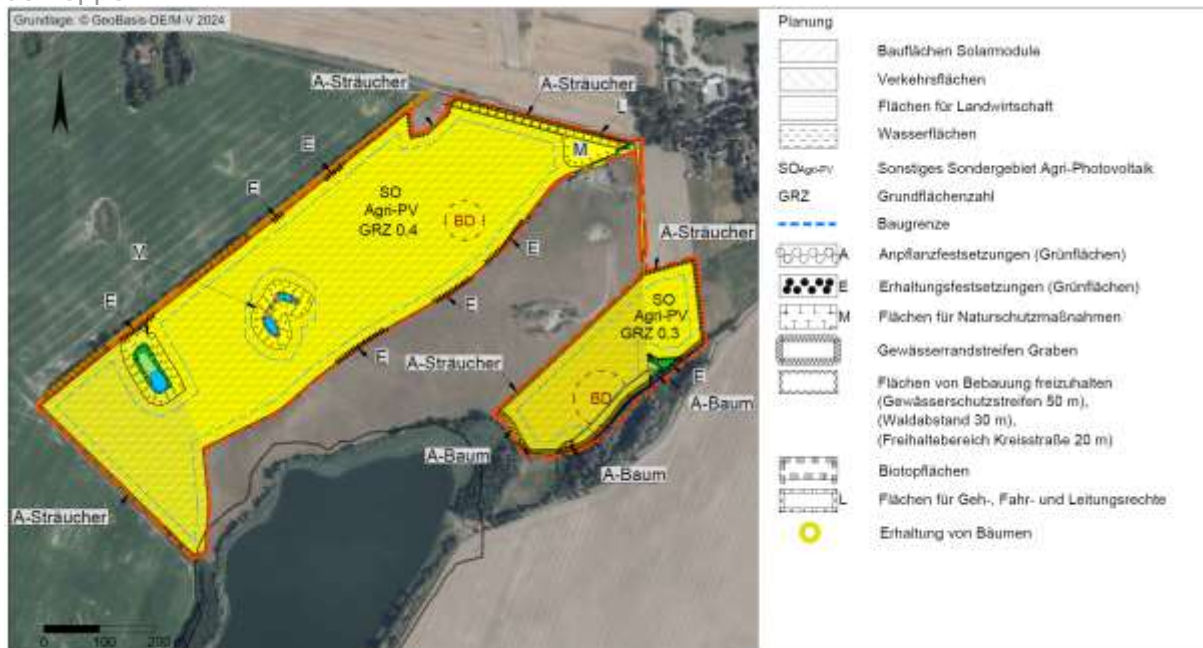 Grundlage: © GeoBasis-DE/M-V 2024
A-Sträucher
A-Sträucher
L
E
M
E
SO
Agri-PV
GRZ 0.4
BD
A-Sträucher
M
E
E
SO
Agri-PV
GRZ 0.3
E
E
A-Sträucher
E
BD
A-Baum
A-Baum
A-Baum
A-Sträucher
0 100 200
Planung
Bauflächen Solarmodule
Verkehrsflächen
Flächen für Landwirtschaft
Wasserflächen
SOAgri-PV Sonstiges Sondergebiet Agri-Photovoltaik
GRZ Grundflächenzahl
Baugrenze
A Anpflanzfestsetzungen (Grünflächen)
E Erhaltungsfestsetzungen (Grünflächen)
M Flächen für Naturschutzmaßnahmen
Gewässerrandstreifen Graben
Flächen von Bebauung freizuhalten
(Gewässerschutzstreifen 50 m),
(Waldabstand 30 m),
(Freihaltebereich Kreisstraße 20 m)
Biotopflächen
L Flächen für Geh-, Fahr- und Leitungsrechte
Erhaltung von Bäumen